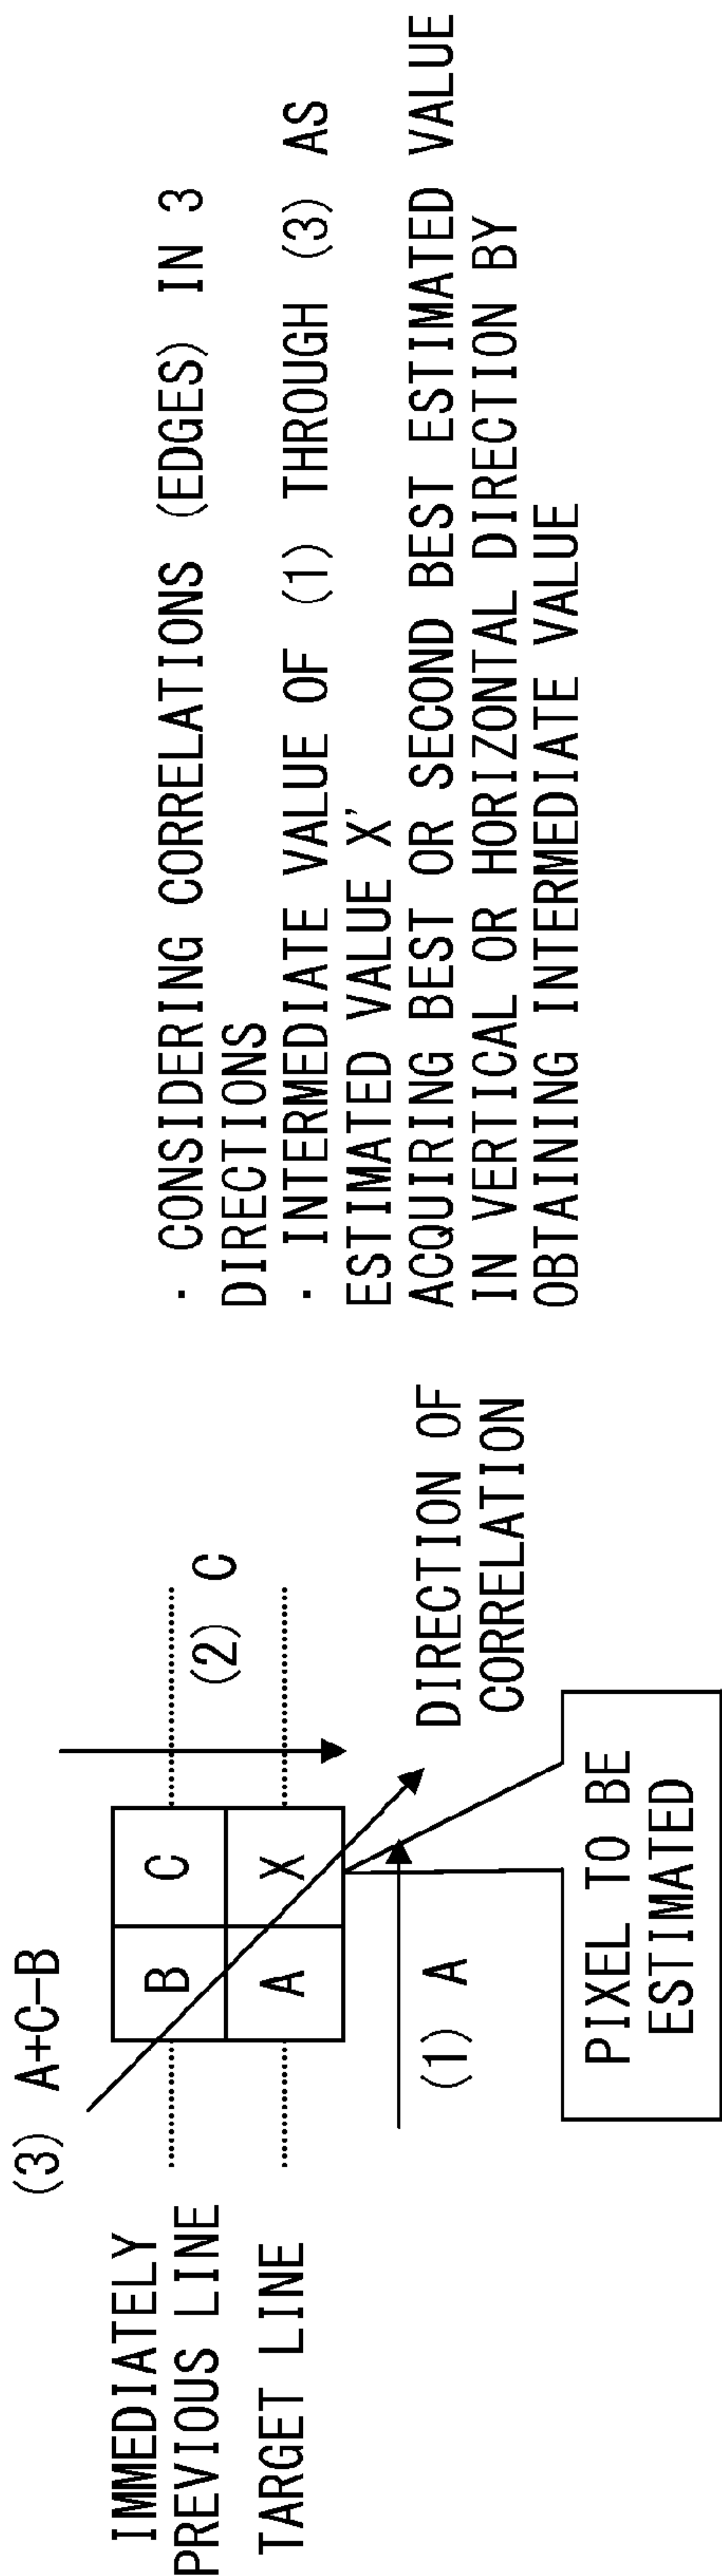 (3) A+C-B
IMMEDIATELY
PREVIOUS LINE
TARGET LINE
B C
A X
(2) C
(1) A
DIRECTION OF
CORRELATION
PIXEL TO BE
ESTIMATED
· CONSIDERING CORRELATIONS (EDGES) IN 3
DIRECTIONS
· INTERMEDIATE VALUE OF (1) THROUGH (3) AS
ESTIMATED VALUE X'
ACQUIRING BEST OR SECOND BEST ESTIMATED VALUE
IN VERTICAL OR HORIZONTAL DIRECTION BY
OBTAINING INTERMEDIATE VALUE